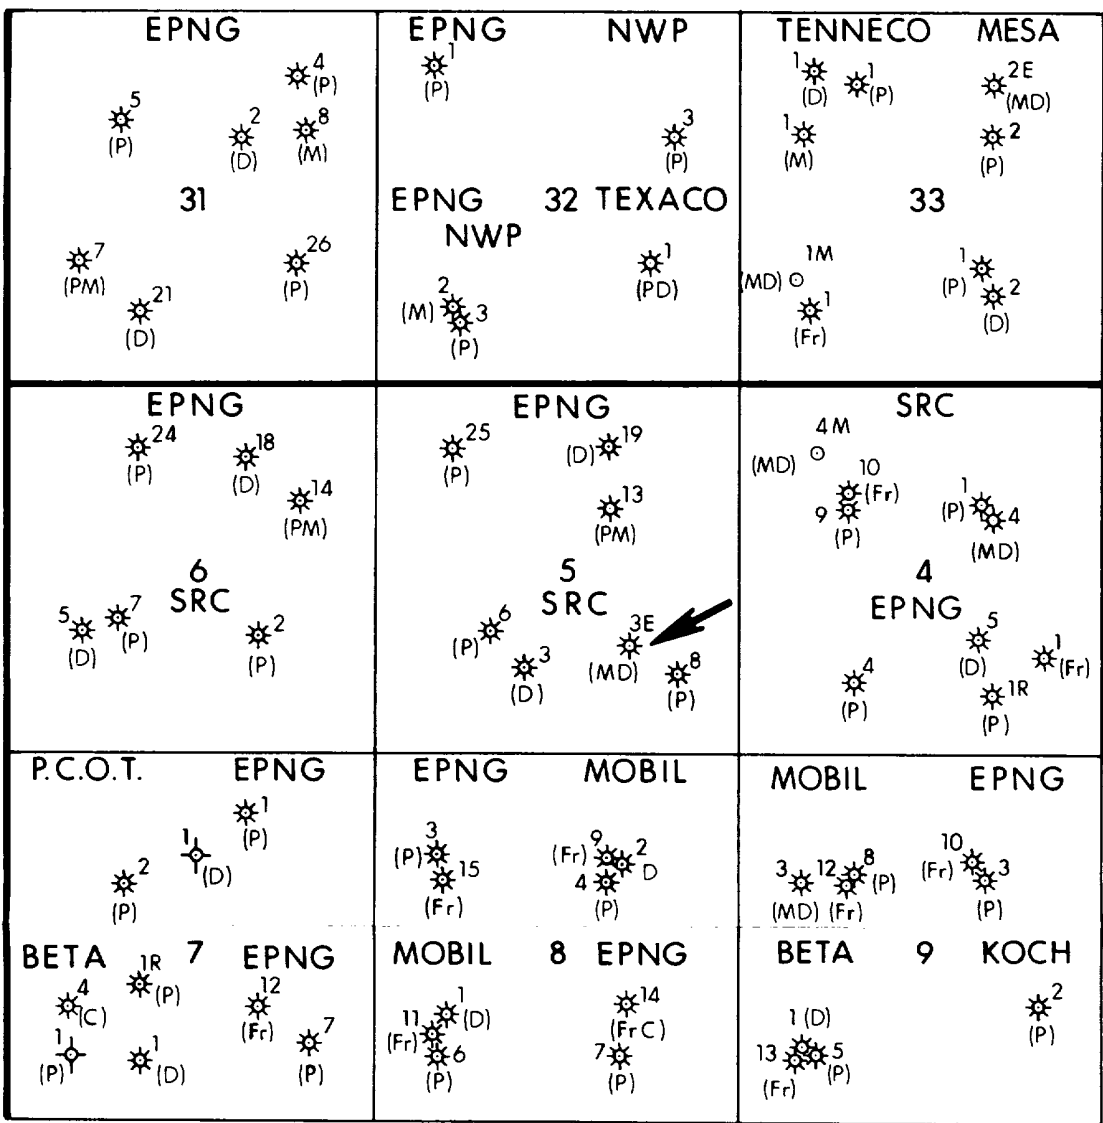 EPNG
4
(P)
5
(P)
2
(D)
8
(M)
31
7
(PM)
21
(D)
26
(P)
EPNG NWP
1
(P)
3
(P)
EPNG 32 TEXACO
NWP
1
(PD)
2
(M)
3
(P)
TENNECO MESA
1
(D)
1
(P)
2E
(MD)
1
(M)
2
(P)
33
1M
(MD)
1
(Fr)
1
(P)
2
(D)
EPNG
24
(P)
18
(D)
14
(PM)
6
SRC
5
(D)
7
(P)
2
(P)
EPNG
25
(P)
19
(D)
13
(PM)
5
SRC
6
(P)
3
(D)
3E
(MD)
8
(P)
SRC
4M
(MD)
10
(Fr)
9
(P)
1
(P)
4
(MD)
4
EPNG
5
(D)
1
(Fr)
4
(P)
1R
(P)
P.C.O.T. EPNG
1
(P)
1
(D)
2
(P)
BETA 7 EPNG
1R
(P)
4
(C)
1
(P)
1
(D)
12
(Fr)
7
(P)
EPNG MOBIL
3
(P)
15
(Fr)
9
(Fr)
2
D
4
(P)
MOBIL 8 EPNG
1
(D)
11
(Fr)
6
(P)
14
(FrC)
7
(P)
MOBIL EPNG
3
(MD)
12
(Fr)
8
(P)
10
(Fr)
3
(P)
BETA 9 KOCH
1 (D)
13
(Fr)
5
(P)
2
(P)